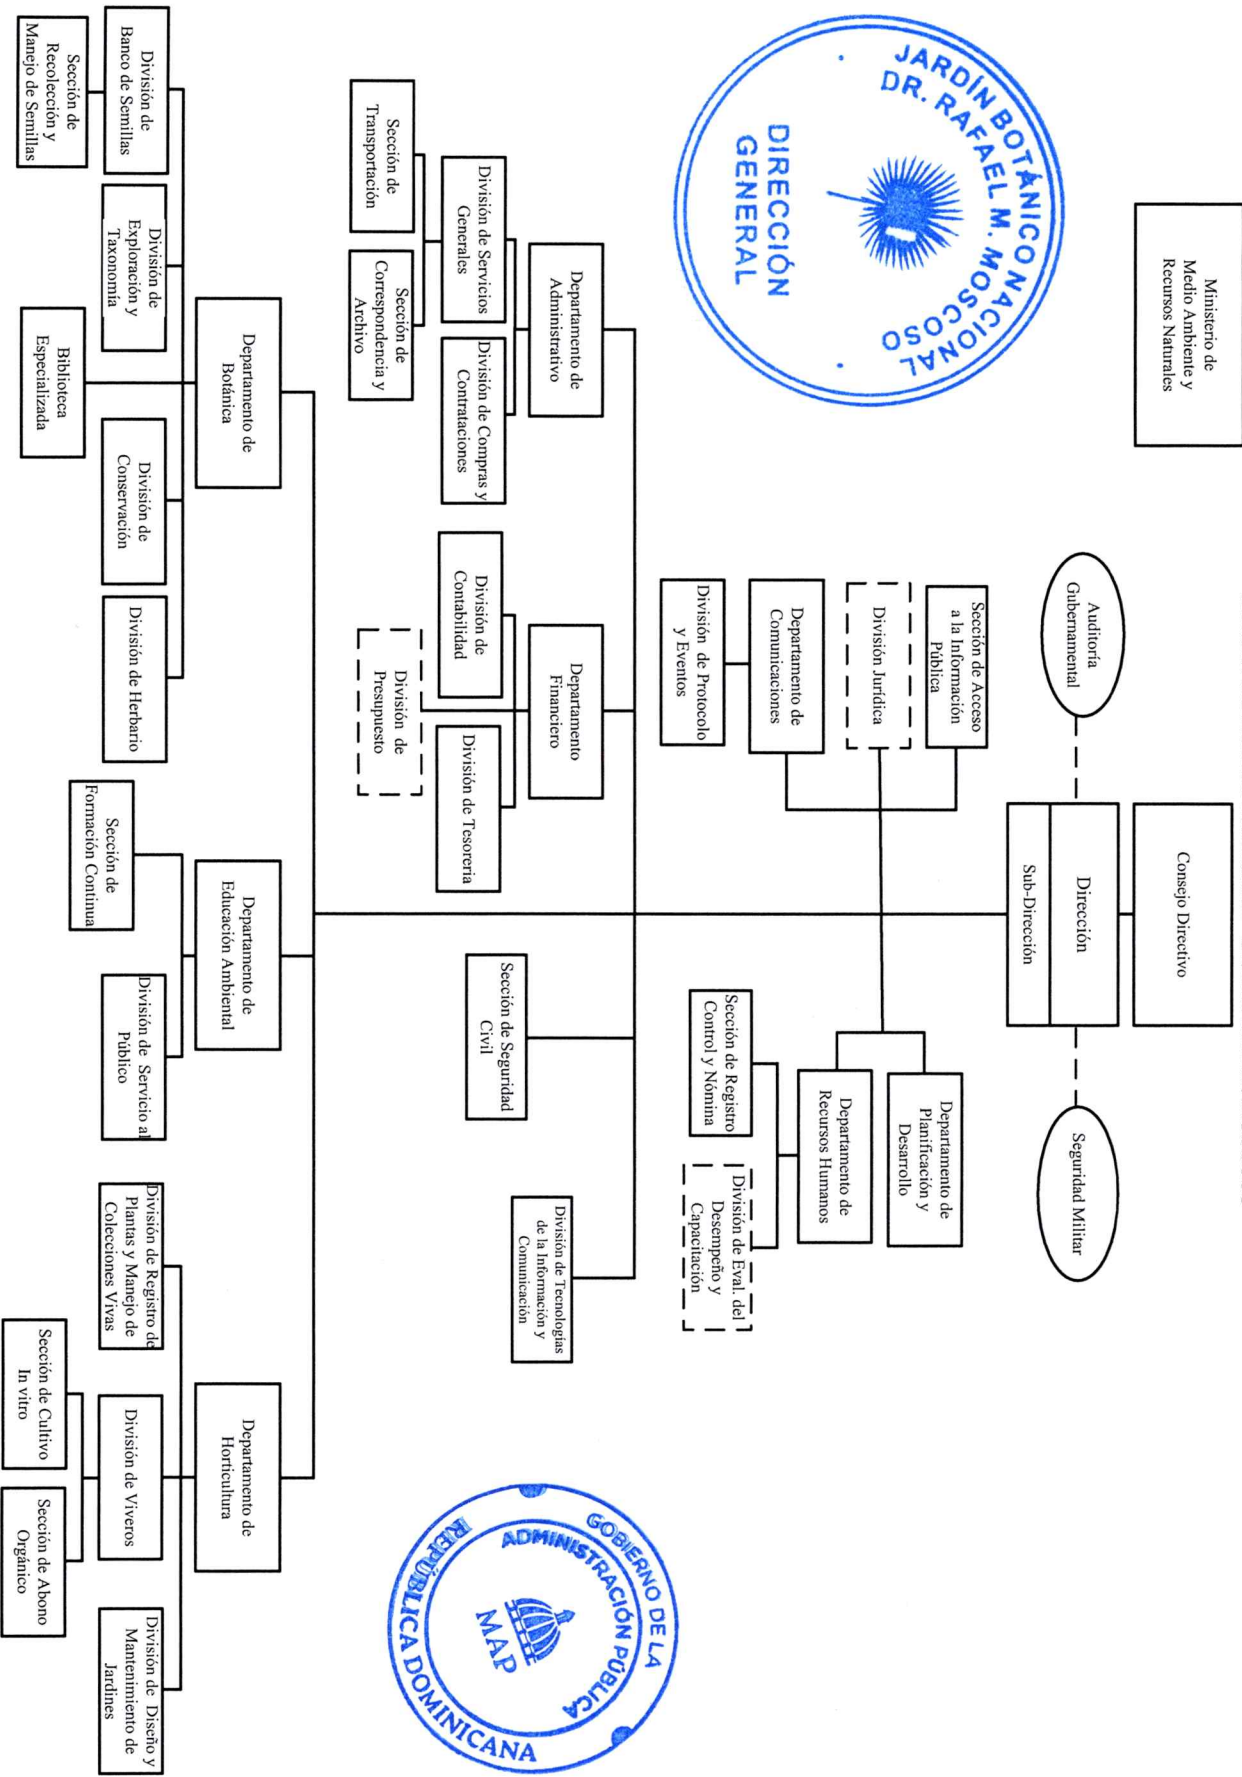 Ministerio de
Medio Ambiente y
Recursos Naturales
Consejo Directivo
Auditoría
Gubernamental
Dirección
Sub-Dirección
Seguridad Militar
JARDÍN BOTÁNICO NACIONAL
DR. RAFAEL M. MOSCOSO
DIRECCIÓN
GENERAL
Sección de Acceso
a la Información
Pública
División Jurídica
Departamento de
Comunicaciones
División de Protocolo
y Eventos
Departamento de
Planificación y
Desarrollo
Departamento de
Recursos Humanos
Sección de Registro
Control y Nómina
División de Eval. del
Desempeño y
Capacitación
Departamento de
Administrativo
División de Servicios
Generales
División de Compras y
Contrataciones
Sección de
Transportación
Sección de
Correspondencia y
Archivo
Departamento
Financiero
División de
Contabilidad
División de Tesoreria
División de
Presupuesto
Sección de Seguridad
Civil
División de Tecnologias
de la Información y
Comunicación
GOBIERNO DE LA
REPÚBLICA DOMINICANA
ADMINISTRACIÓN PÚBLICA
MAP
Departamento de
Botánica
División de
Banco de Semillas
División de
Exploración y
Taxonomía
División de
Conservación
División de Herbario
Sección de
Recolección y
Manejo de Semillas
Biblioteca
Especializada
Departamento de
Educación Ambiental
Sección de
Formación Continua
División de Servicio al
Público
Departamento de
Horticultura
División de Registro de
Plantas y Manejo de
Colecciones Vivas
División de Viveros
División de Diseño y
Mantenimiento de
Jardines
Sección de Cultivo
In vitro
Sección de Abono
Orgánico